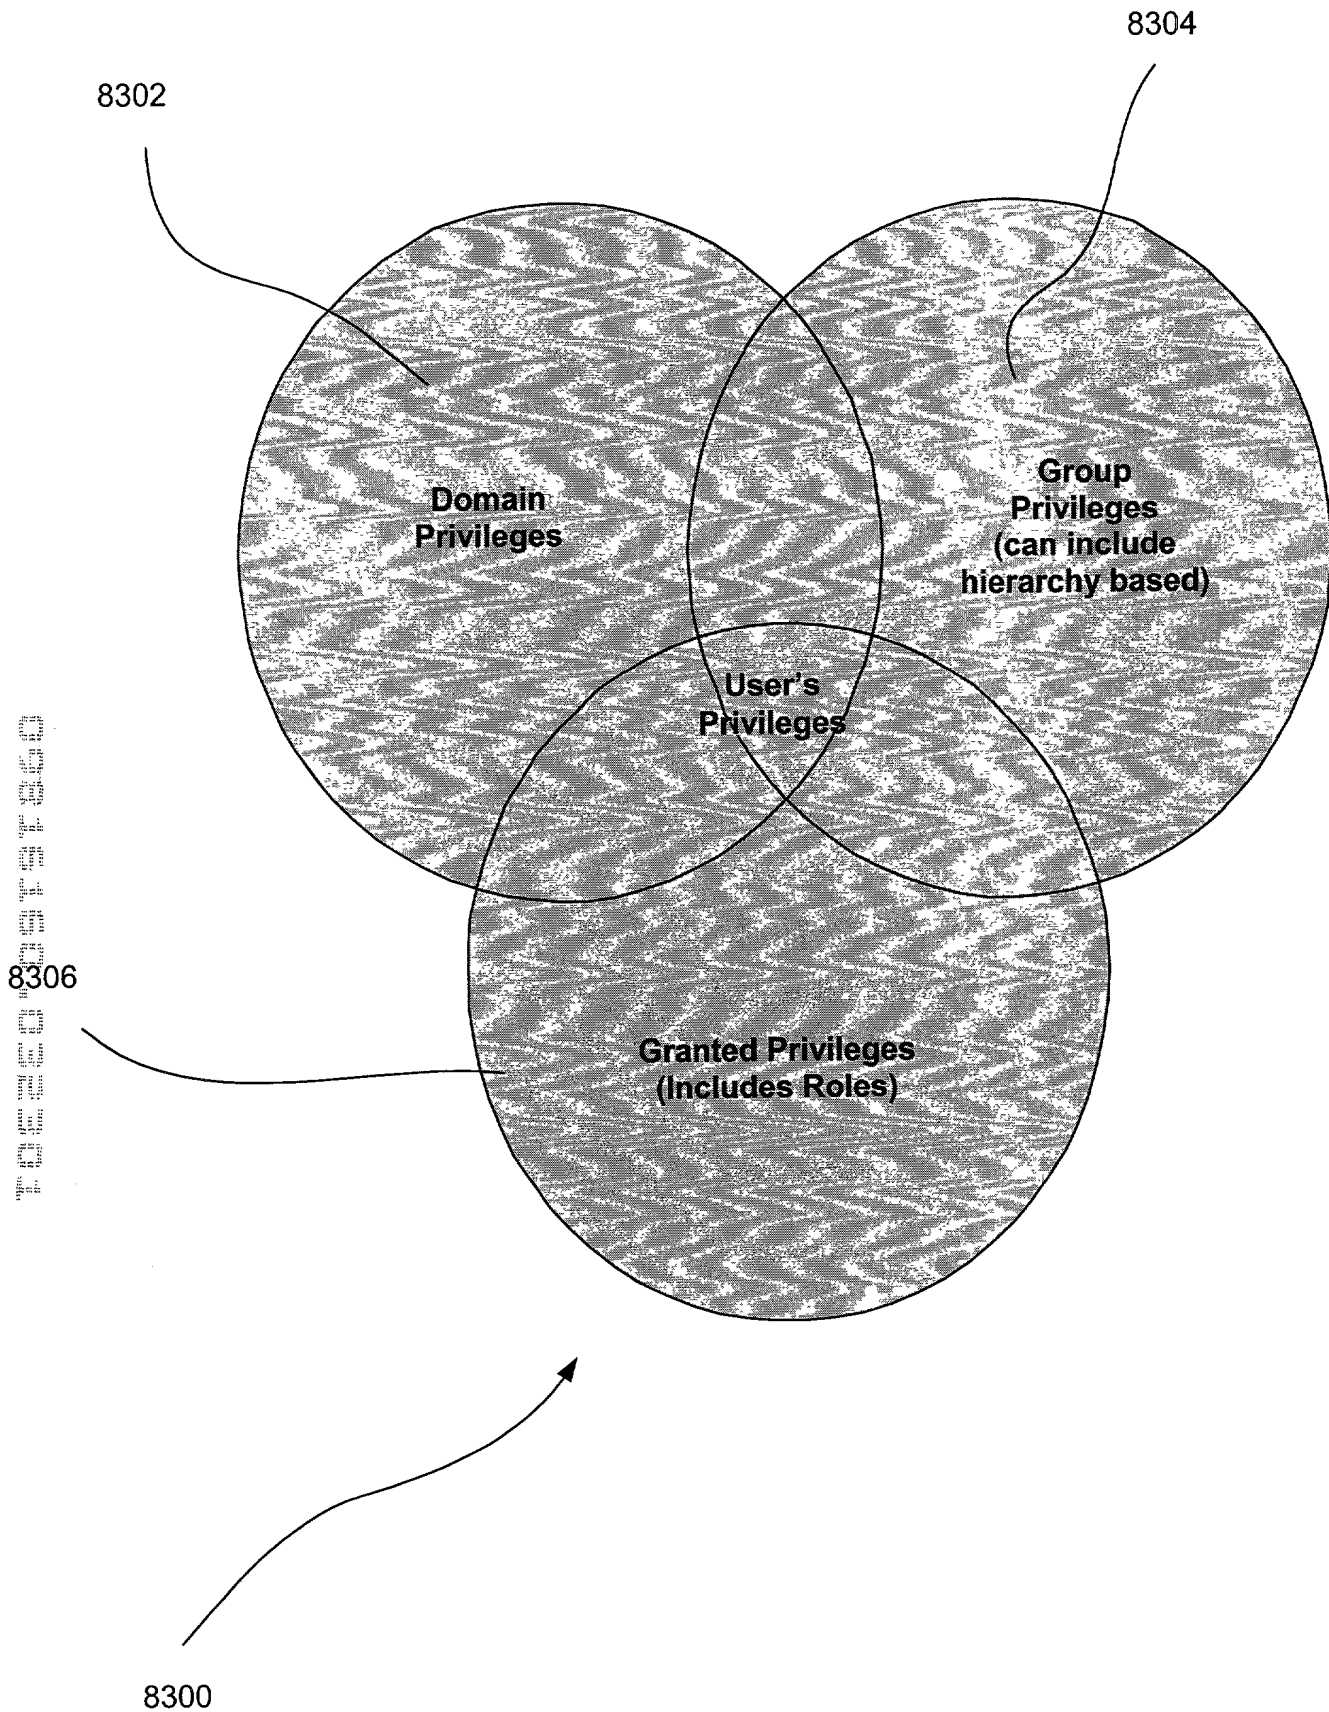 8304
8302
Domain
Privileges
Group
Privileges
(can include
hierarchy based)
User's
Privileges
8306
Granted Privileges
(Includes Roles)
8300